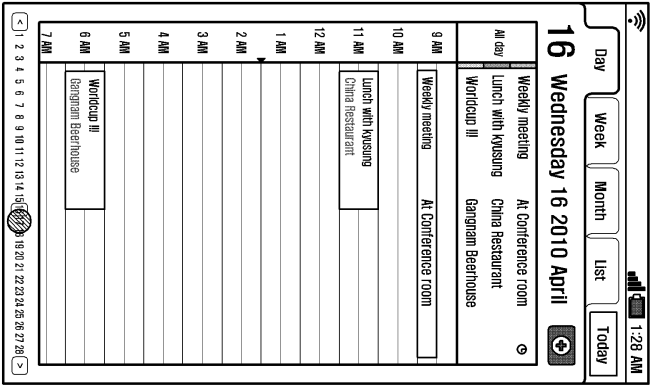 1:28 AM
Day Week Month List Today
16 Wednesday 16 2010 April
All day
Weekly meeting At Conference room
Lunch with kyusung China Restaurant
Worldcup !!! Gangnam Beerhouse
9 AM Weekly meeting At Conference room
10 AM
11 AM Lunch with kyusung
China Restaurant
12 AM
1 AM
2 AM
3 AM
4 AM
5 AM
6 AM Worldcup !!!
Gangnam Beerhouse
7 AM
< 1 2 3 4 5 6 7 8 9 10 11 12 13 14 15 16 17 18 19 20 21 22 23 24 25 26 27 28 >